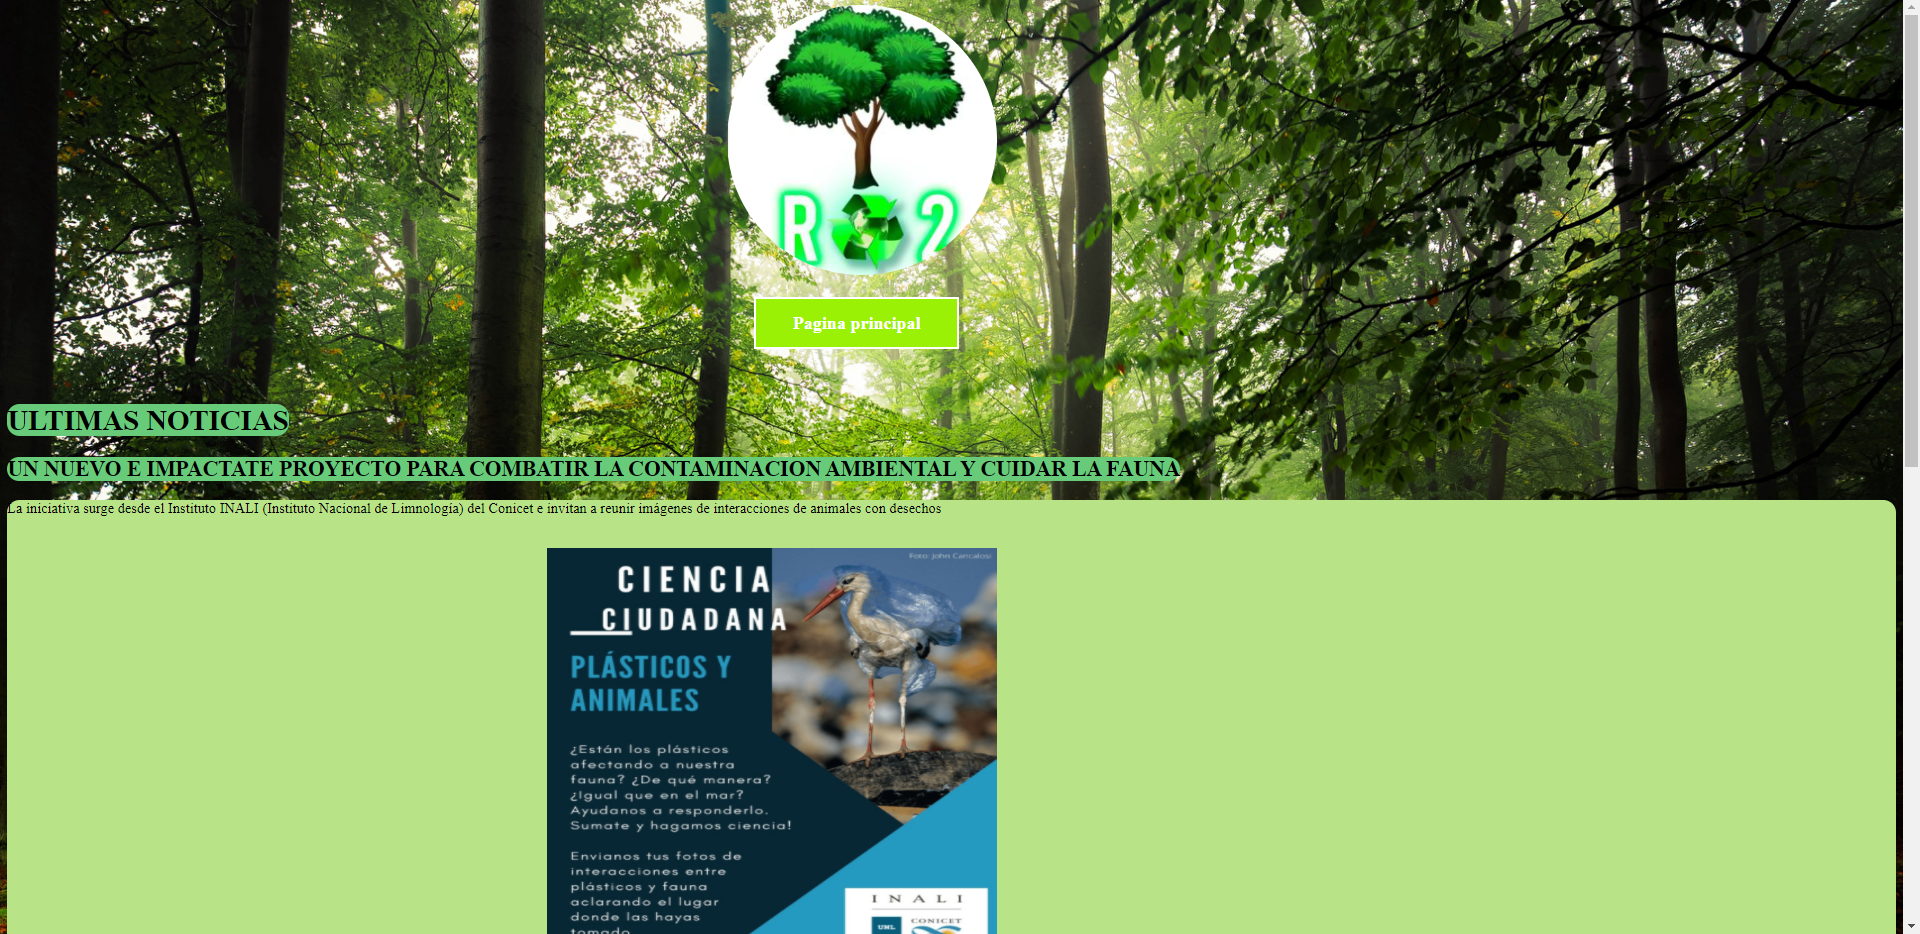 R 2
Pagina principal
ULTIMAS NOTICIAS
UN NUEVO E IMPACTATE PROYECTO PARA COMBATIR LA CONTAMINACION AMBIENTAL Y CUIDAR LA FAUNA
La iniciativa surge desde el Instituto INALI (Instituto Nacional de Limnología) del Conicet e invitan a reunir imágenes de interacciones de animales con desechos
Foto: John Cancalosi
CIENCIA
CIUDADANA
PLÁSTICOS Y
ANIMALES
¿Están los plásticos
afectando a nuestra
fauna? ¿De qué manera?
¿Igual que en el mar?
Ayudanos a responderlo.
Sumate y hagamos ciencia!
Envianos tus fotos de
interacciones entre
plásticos y fauna
aclarando el lugar
donde las hayas
tomado
INALI
UNL
CONICET